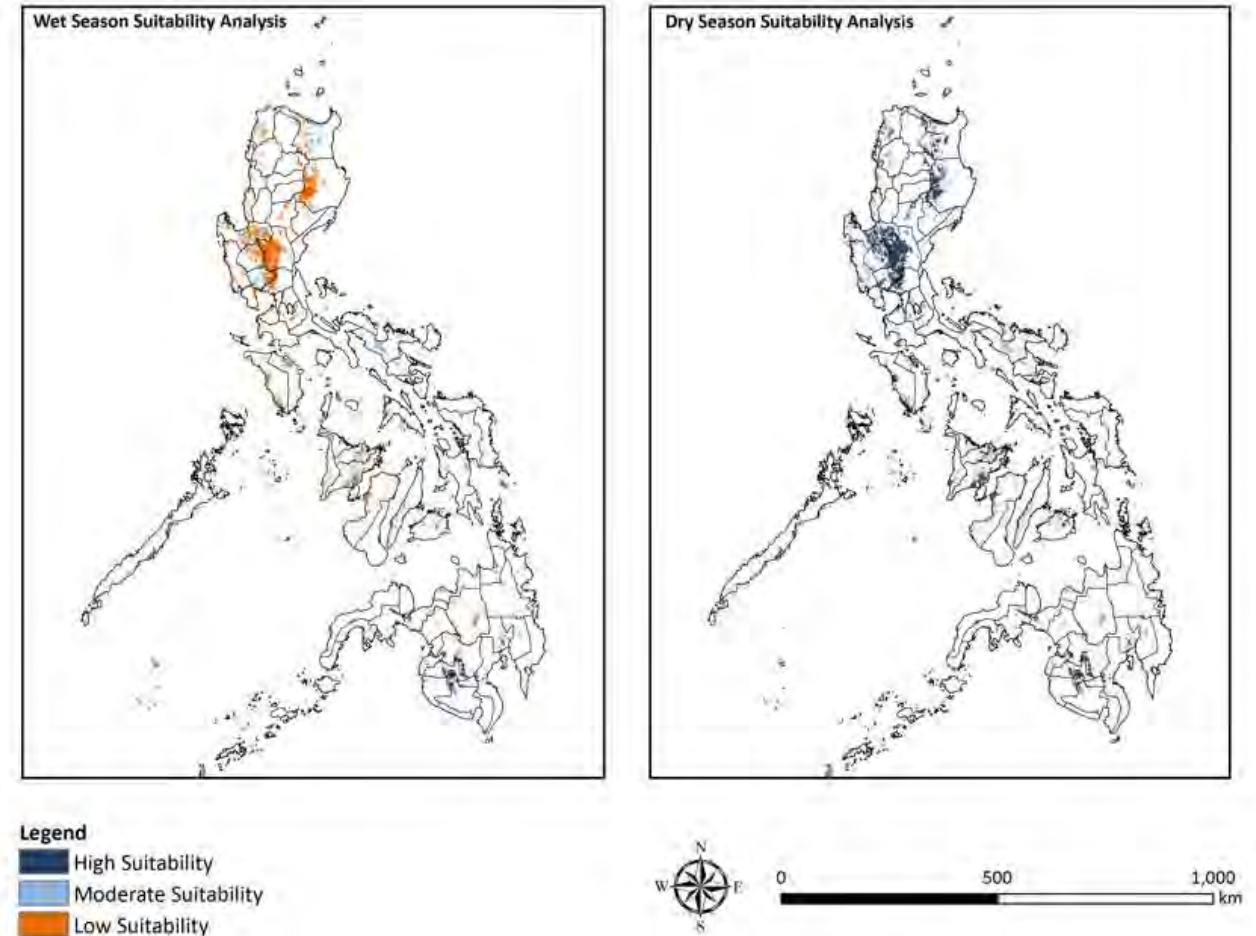 Wet Season Suitability Analysis
Dry Season Suitability Analysis
Legend
High Suitability
Moderate Suitability
Low Suitability
N
W E
S
0 500 1,000
km